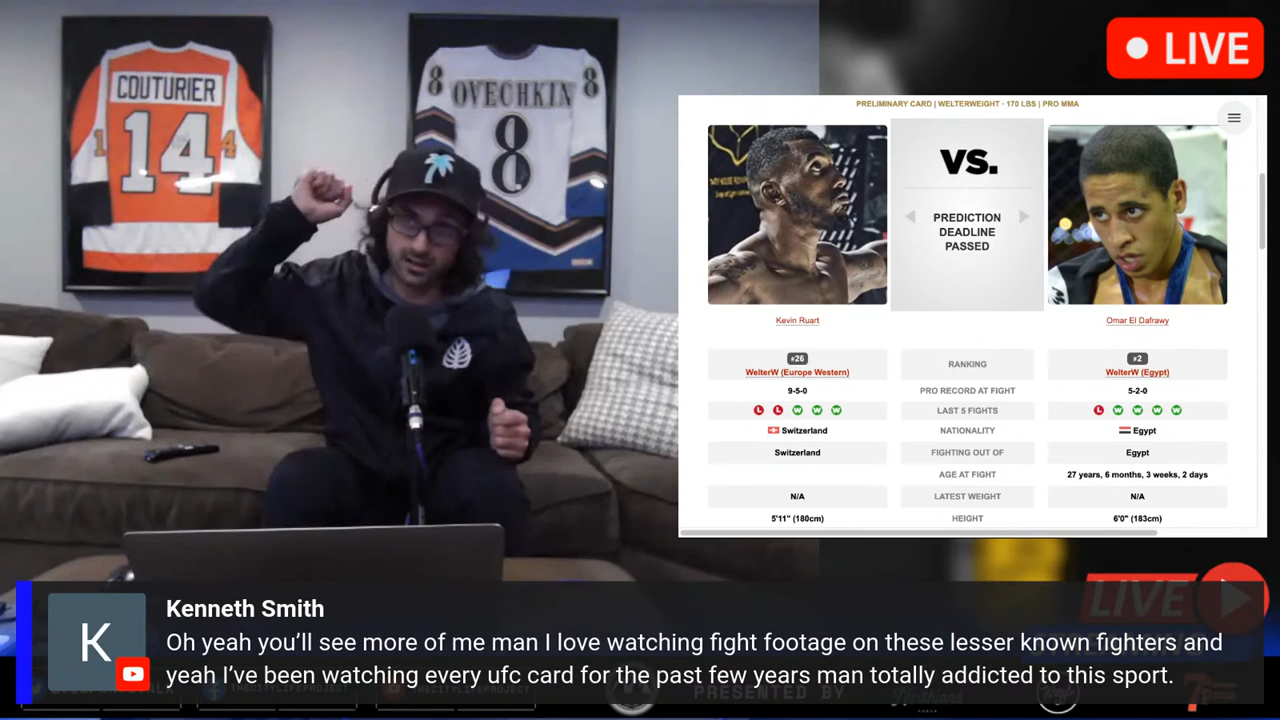 COUTURIER
14
14
8
8
OVECHKIN
8
LIVE
PRELIMINARY CARD | WELTERWEIGHT · 170 LBS | PRO MMA
VS.
PREDICTION
DEADLINE
PASSED
Kevin Ruart
Omar El Dafrawy
#26
WelterW (Europe Western)
RANKING
#2
WelterW (Egypt)
9-5-0
PRO RECORD AT FIGHT
5-2-0
L L W W W
LAST 5 FIGHTS
L W W W W
Switzerland
NATIONALITY
Egypt
Switzerland
FIGHTING OUT OF
Egypt
AGE AT FIGHT
27 years, 6 months, 3 weeks, 2 days
N/A
LATEST WEIGHT
N/A
5'11" (180cm)
HEIGHT
6'0" (183cm)
LIVE
K
Kenneth Smith
Oh yeah you’ll see more of me man I love watching fight footage on these lesser known fighters and
yeah I’ve been watching every ufc card for the past few years man totally addicted to this sport.
THECITYLIFEPROJECT
THECITYLIFEPROJECT
PRESENTED BY